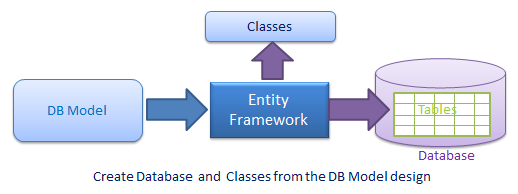 Classes
DB Model
Entity
Framework
Tables
Database
Create Database and Classes from the DB Model design